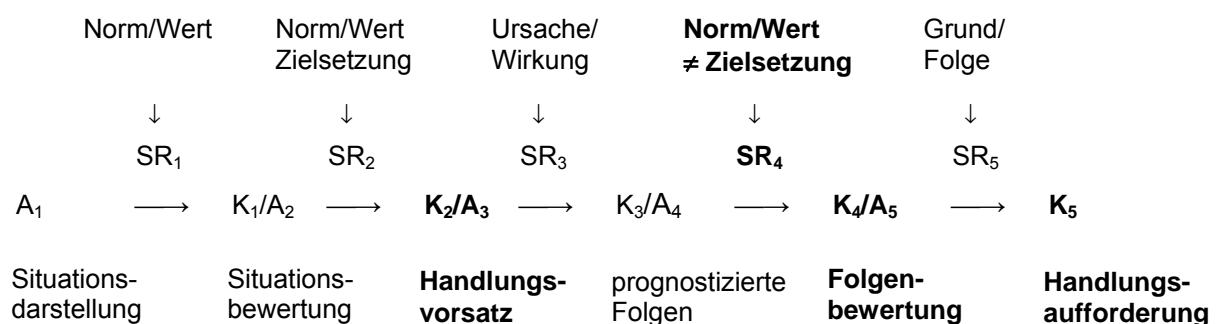 Norm/Wert Norm/Wert Ursache/ Norm/Wert Grund/
Zielsetzung Wirkung ≠ Zielsetzung Folge
↓ ↓ ↓ ↓ ↓
SR₁ SR₂ SR₃ SR₄ SR₅
A₁ ⟶ K₁/A₂ ⟶ K₂/A₃ ⟶ K₃/A₄ ⟶ K₄/A₅ ⟶ K₅
Situations- Situations- Handlungs- prognostizierte Folgen- Handlungs-
darstellung bewertung vorsatz Folgen bewertung aufforderung